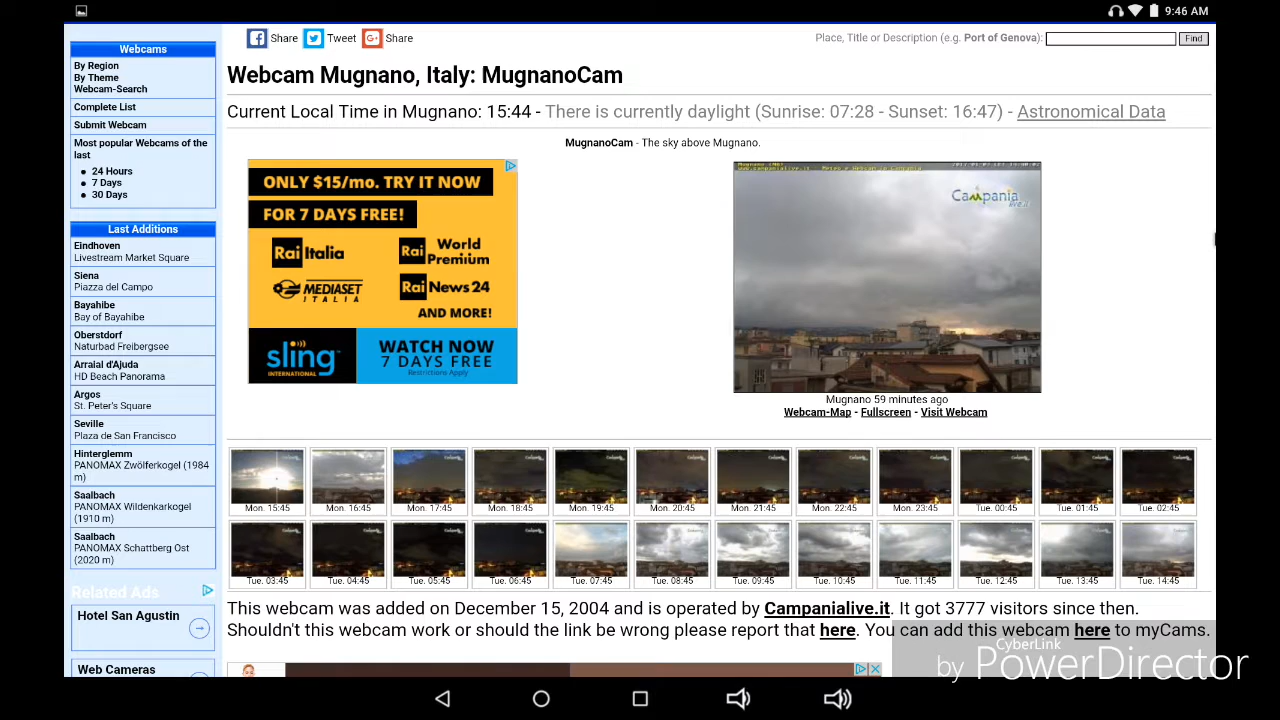 9:46 AM
Share
Tweet
Share
Place, Title or Description (e.g. Port of Genova):
Find
Webcams
By Region
By Theme
Webcam-Search
Complete List
Submit Webcam
Most popular Webcams of the
last
24 Hours
7 Days
30 Days
Last Additions
Eindhoven
Livestream Market Square
Siena
Piazza del Campo
Bayahibe
Bay of Bayahibe
Oberstdorf
Naturbad Freibergsee
Arraial d'Ajuda
HD Beach Panorama
Argos
St. Peter's Square
Seville
Plaza de San Francisco
Hinterglemm
PANOMAX Zwölferkogel (1984
m)
Saalbach
PANOMAX Wildenkarkogel
(1910 m)
Saalbach
PANOMAX Schattberg Ost
(2020 m)
Related Ads
Hotel San Agustin
Web Cameras
Webcam Mugnano, Italy: MugnanoCam
Current Local Time in Mugnano: 15:44 - There is currently daylight (Sunrise: 07:28 - Sunset: 16:47) - Astronomical Data
MugnanoCam - The sky above Mugnano.
ONLY $15/mo. TRY IT NOW
FOR 7 DAYS FREE!
Rai Italia
Rai World Premium
MEDIASET ITALIA
Rai News 24
AND MORE!
sling INTERNATIONAL
WATCH NOW
7 DAYS FREE
Restrictions Apply
Campania
Mugnano 59 minutes ago
Webcam-Map - Fullscreen - Visit Webcam
Mon. 15:45 Mon. 16:45 Mon. 17:45 Mon. 18:45 Mon. 19:45 Mon. 20:45 Mon. 21:45 Mon. 22:45 Mon. 23:45 Tue. 00:45 Tue. 01:45 Tue. 02:45
Tue. 03:45 Tue. 04:45 Tue. 05:45 Tue. 06:45 Tue. 07:45 Tue. 08:45 Tue. 09:45 Tue. 10:45 Tue. 11:45 Tue. 12:45 Tue. 13:45 Tue. 14:45
This webcam was added on December 15, 2004 and is operated by Campanialive.it. It got 3777 visitors since then.
Shouldn't this webcam work or should the link be wrong please report that here. You can add this webcam here to myCams.
CyberLink
by PowerDirector